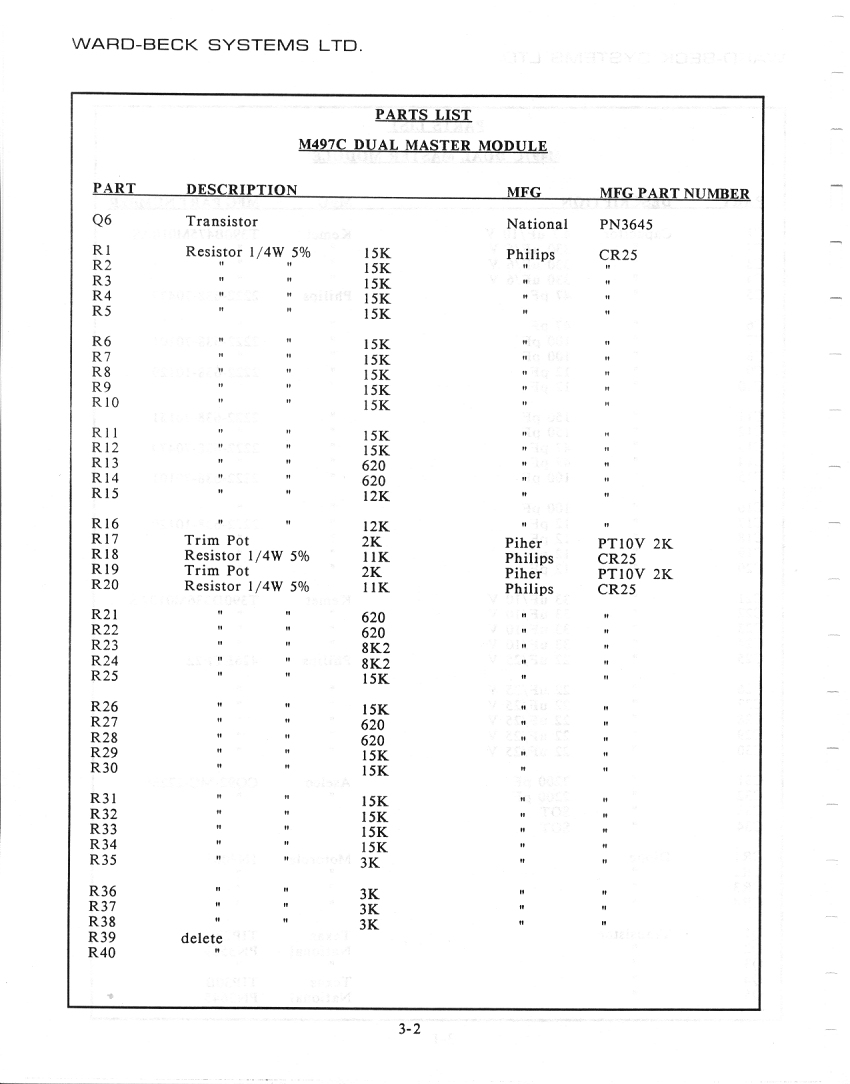 WARD-BECK SYSTEMS LTD.
PARTS LIST
M497C DUAL MASTER MODULE
PART DESCRIPTION MFG MFG PART NUMBER
Q6 Transistor National PN3645
R1 Resistor 1/4W 5% 15K Philips CR25
R2 " " 15K " "
R3 " " 15K " "
R4 " " 15K " "
R5 " " 15K " "
R6 " " 15K " "
R7 " " 15K " "
R8 " " 15K " "
R9 " " 15K " "
R10 " " 15K " "
R11 " " 15K " "
R12 " " 15K " "
R13 " " 620 " "
R14 " " 620 " "
R15 " " 12K " "
R16 " " 12K " "
R17 Trim Pot 2K Piher PT10V 2K
R18 Resistor 1/4W 5% 11K Philips CR25
R19 Trim Pot 2K Piher PT10V 2K
R20 Resistor 1/4W 5% 11K Philips CR25
R21 " " 620 " "
R22 " " 620 " "
R23 " " 8K2 " "
R24 " " 8K2 " "
R25 " " 15K " "
R26 " " 15K " "
R27 " " 620 " "
R28 " " 620 " "
R29 " " 15K " "
R30 " " 15K " "
R31 " " 15K " "
R32 " " 15K " "
R33 " " 15K " "
R34 " " 15K " "
R35 " " 3K " "
R36 " " 3K " "
R37 " " 3K " "
R38 " " 3K " "
R39 delete
R40 "
3-2